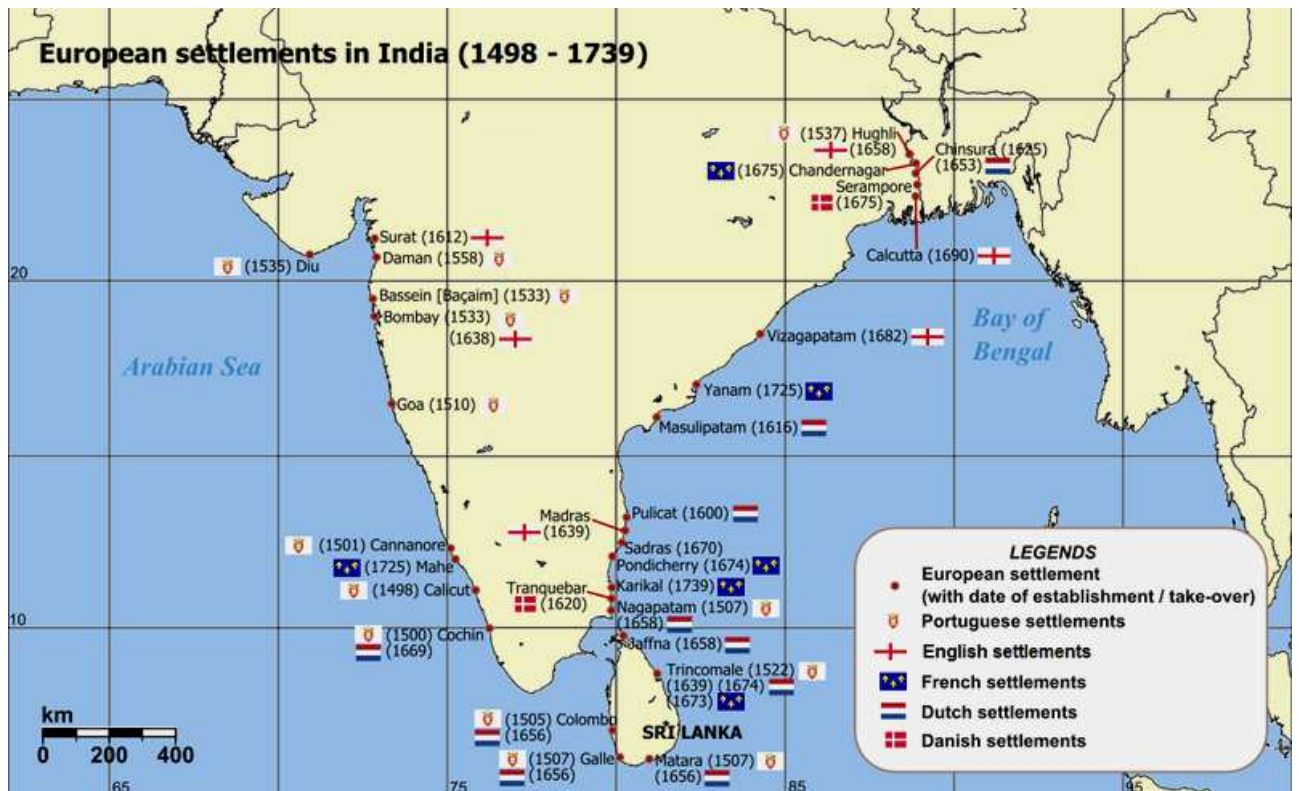 European settlements in India (1498 - 1739)
(1537) Hughli
(1658)
Chinsura (1625)
(1653)
(1675) Chandernagar
Serampore
(1675)
Calcutta (1690)
Surat (1612)
Daman (1558)
(1535) Diu
20
Bassein [Baçaim] (1533)
Bombay (1533)
(1638)
Arabian Sea
Bay of
Bengal
Vizagapatam (1682)
Yanam (1725)
Goa (1510)
Masulipatam (1616)
Pulicat (1600)
Madras
(1639)
Sadras (1670)
(1501) Cannanore
Pondicherry (1674)
(1725) Mahe
Karikal (1739)
(1498) Calicut
Tranquebar
(1620)
Nagapatam (1507)
(1658)
10
(1500) Cochin
(1669)
Jaffna (1658)
Trincomale (1522)
(1639) (1674)
(1673)
(1505) Colombo
(1656)
SRI LANKA
(1507) Galle
(1656)
Matara (1507)
(1656)
km
0 200 400
65
75
85
95
LEGENDS
European settlement
(with date of establishment / take-over)
Portuguese settlements
English settlements
French settlements
Dutch settlements
Danish settlements